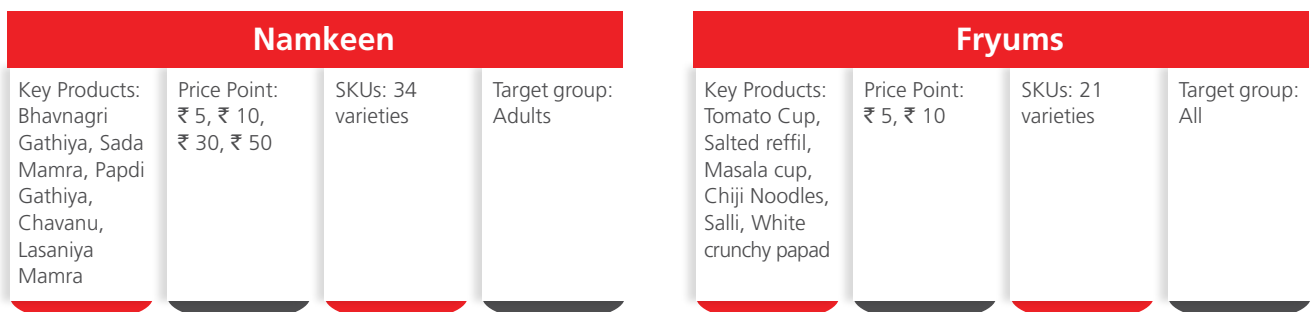 Namkeen
Key Products:
Bhavnagri
Gathiya, Sada
Mamra, Papdi
Gathiya,
Chavanu,
Lasaniya
Mamra
Price Point:
₹ 5, ₹ 10,
₹ 30, ₹ 50
SKUs: 34
varieties
Target group:
Adults
Fryums
Key Products:
Tomato Cup,
Salted reffil,
Masala cup,
Chiji Noodles,
Salli, White
crunchy papad
Price Point:
₹ 5, ₹ 10
SKUs: 21
varieties
Target group:
All